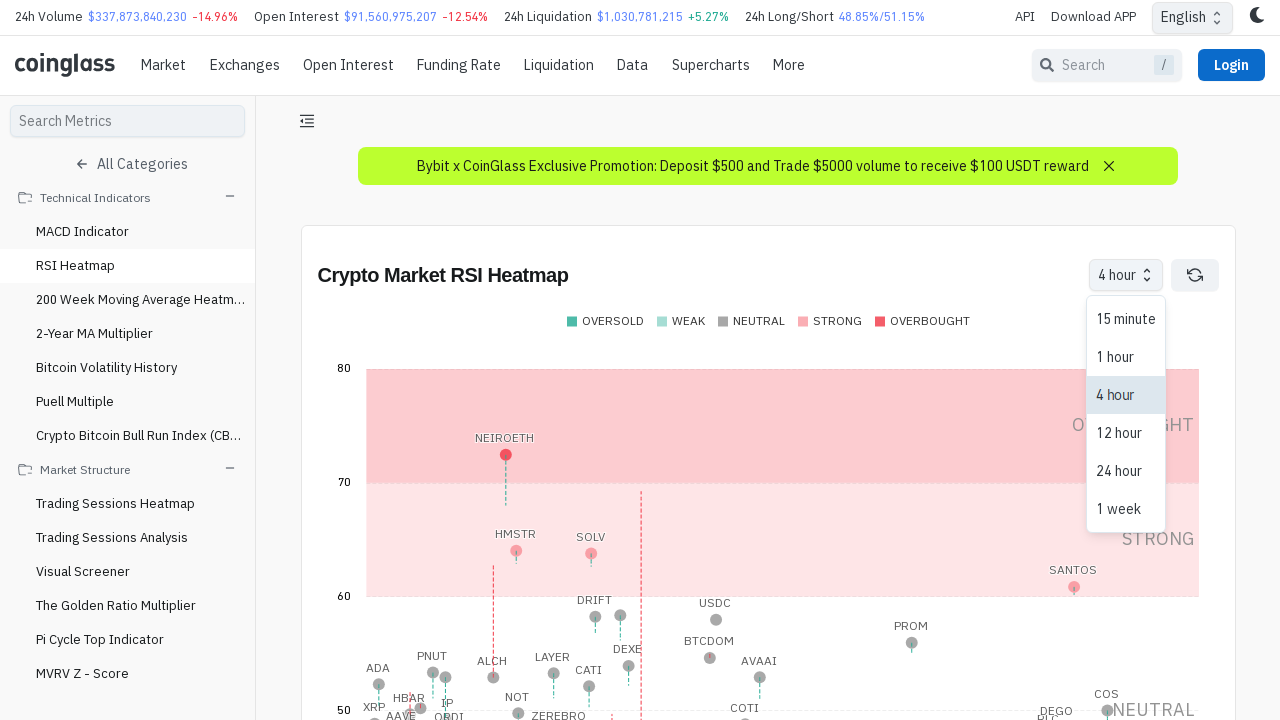 24h Volume $337,873,840,230 -14.96% Open Interest $91,560,975,207 -12.54% 24h Liquidation $1,030,781,215 +5.27% 24h Long/Short 48.85%/51.15% API Download APP English
coinglass Market Exchanges Open Interest Funding Rate Liquidation Data Supercharts More Search / Login
Search Metrics
All Categories
Technical Indicators
MACD Indicator
RSI Heatmap
200 Week Moving Average Heatm...
2-Year MA Multiplier
Bitcoin Volatility History
Puell Multiple
Crypto Bitcoin Bull Run Index (CB...
Market Structure
Trading Sessions Heatmap
Trading Sessions Analysis
Visual Screener
The Golden Ratio Multiplier
Pi Cycle Top Indicator
MVRV Z - Score
Bybit x CoinGlass Exclusive Promotion: Deposit $500 and Trade $5000 volume to receive $100 USDT reward
Crypto Market RSI Heatmap
4 hour
15 minute
1 hour
4 hour
12 hour
24 hour
1 week
OVERSOLD WEAK NEUTRAL STRONG OVERBOUGHT
80
NEIROETH
70
HMSTR SOLV
STRONG
SANTOS
60
DRIFT USDC
PROM
BTCDOM
DEXE
PNUT ALCH LAYER AVAAI
ADA CATI
HBAR IP NOT COS
XRP COTI
50 NEUTRAL
AAVE ORDI ZEREBRO DEGO